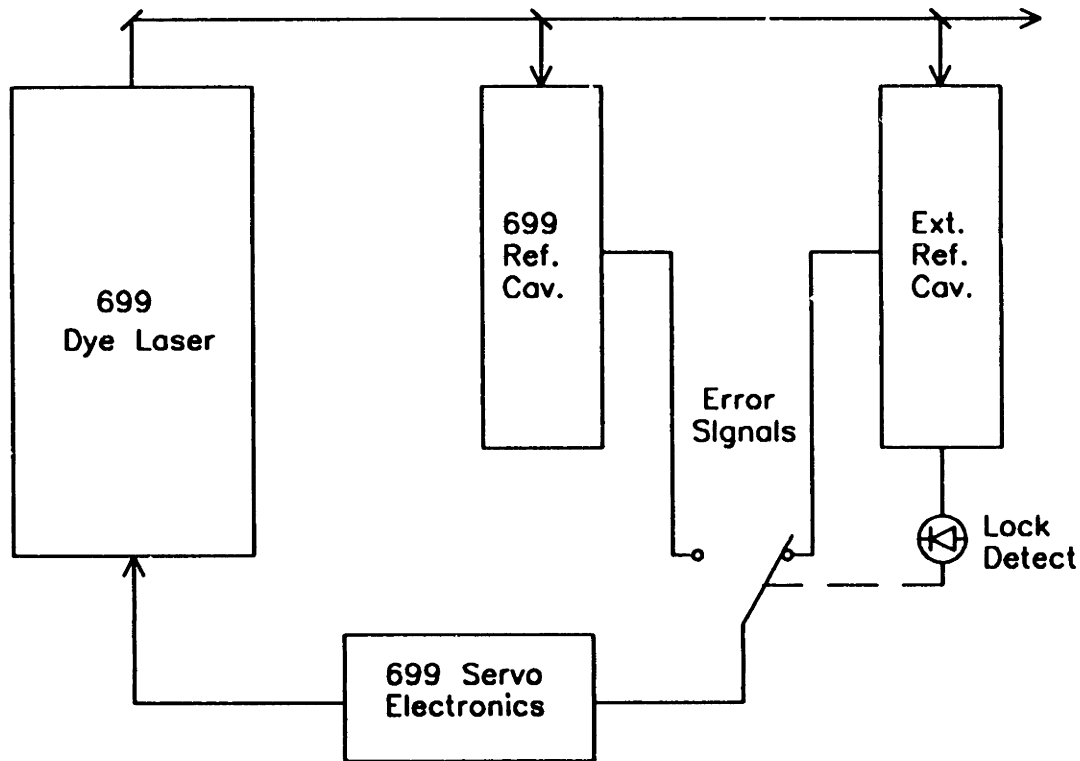 699
Dye Laser
699
Ref.
Cav.
Ext.
Ref.
Cav.
Error
SIgnals
Lock
Detect
699 Servo
Electronics